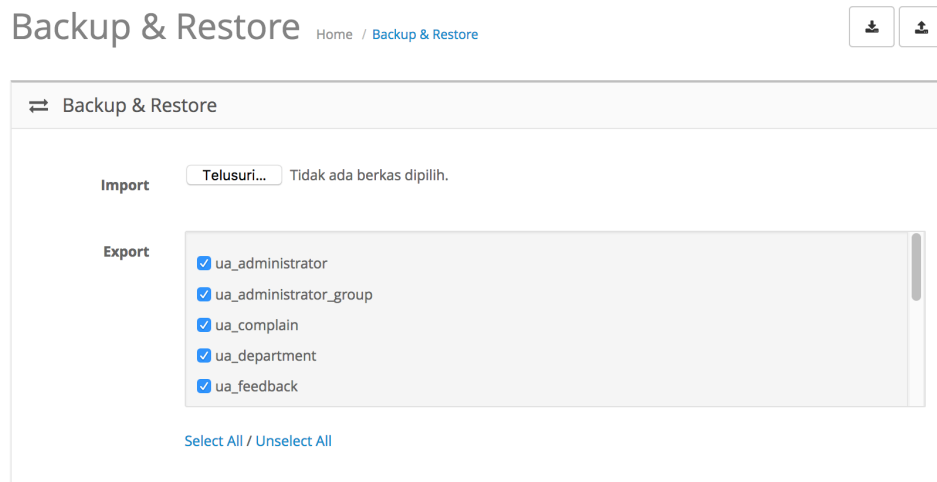 Backup & Restore
Home / Backup & Restore
Backup & Restore
Import
Telusuri... Tidak ada berkas dipilih.
Export
ua_administrator
ua_administrator_group
ua_complain
ua_department
ua_feedback
Select All / Unselect All